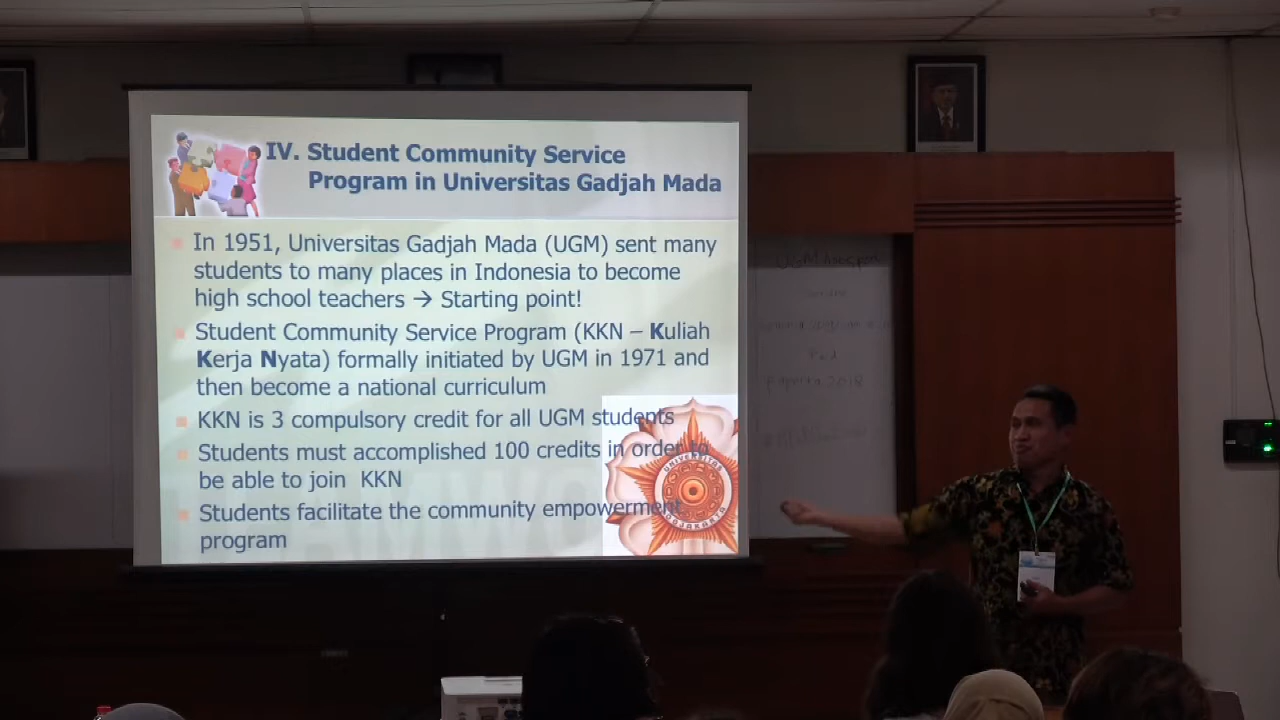 IV. Student Community Service
Program in Universitas Gadjah Mada
In 1951, Universitas Gadjah Mada (UGM) sent many
students to many places in Indonesia to become
high school teachers → Starting point!
Student Community Service Program (KKN – Kuliah
Kerja Nyata) formally initiated by UGM in 1971 and
then become a national curriculum
KKN is 3 compulsory credit for all UGM students
Students must accomplished 100 credits in order to
be able to join KKN
Students facilitate the community empowerment
program
UNIVERSITAS
UGM
2018